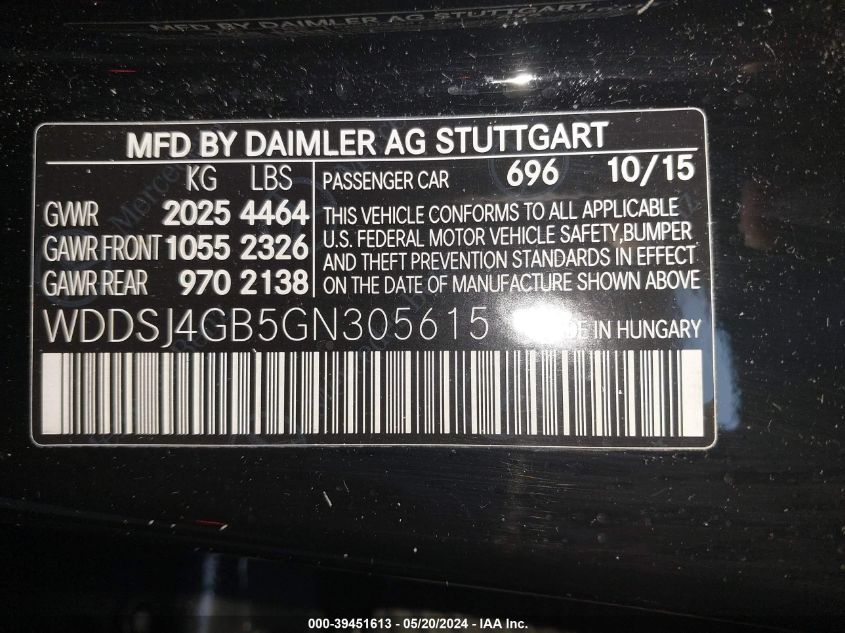 MFD BY DAIMLER AG STUTTGART
KG LBS
GVWR 2025 4464
GAWR FRONT 1055 2326
GAWR REAR 970 2138
PASSENGER CAR 696 10/15
THIS VEHICLE CONFORMS TO ALL APPLICABLE
U.S. FEDERAL MOTOR VEHICLE SAFETY,BUMPER
AND THEFT PREVENTION STANDARDS IN EFFECT
ON THE DATE OF MANUFACTURE SHOWN ABOVE
WDDSJ4GB5GN305615 IN HUNGARY
000-39451613 - 05/20/2024 - IAA Inc.